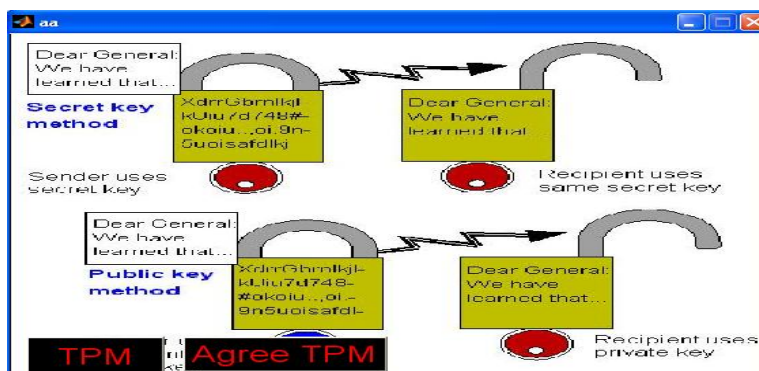 aa
Dear General:
We have
learned that...
Secret key
method
XdrrGbrnlkjl
kUiu7d748#-
okoiu..,oi.9n-
5uoisafdlkj
Dear General:
We have
learned that...
Sender uses
secret key
Recipient uses
same secret key
Dear General:
We have
learned that...
Public key
method
XdrrGbrnlkjl-
kUiu7d748-
#okoiu..,oi.-
9n5uoisafdl-
Dear General:
We have
learned that...
TPM
Agree TPM
Recipient uses
private key